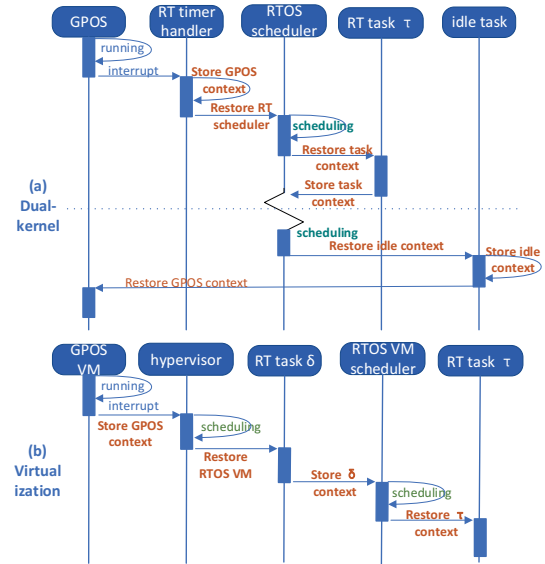 GPOS
RT timer
handler
RTOS
scheduler
RT task τ
idle task
running
interrupt
Store GPOS
context
Restore RT
scheduler
scheduling
Restore task
context
Store task
context
(a)
Dual-
kernel
scheduling
Restore idle context
Store idle
context
Restore GPOS context
GPOS
VM
hypervisor
RT task δ
RTOS VM
scheduler
RT task τ
running
interrupt
Store GPOS
context
scheduling
Restore
RTOS VM
(b)
Virtual
ization
Store δ
context
scheduling
Restore τ
context